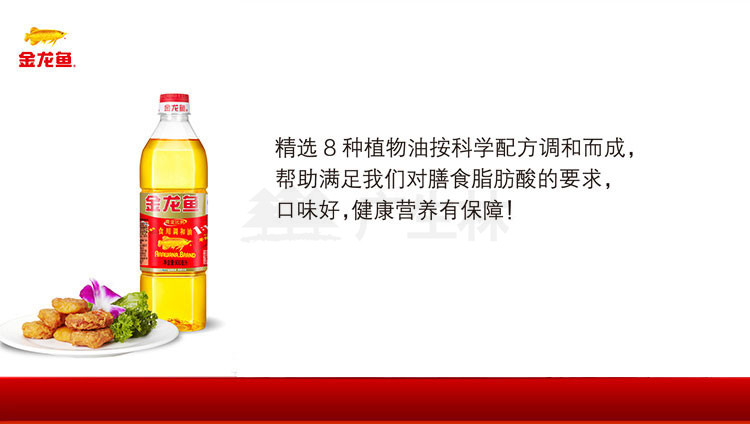 金龙鱼
金龙鱼
金龙鱼
食用调和油
ARAWANA BRAND
精选 8 种植物油按科学配方调和而成，
帮助满足我们对膳食脂肪酸的要求，
口味好，健康营养有保障！